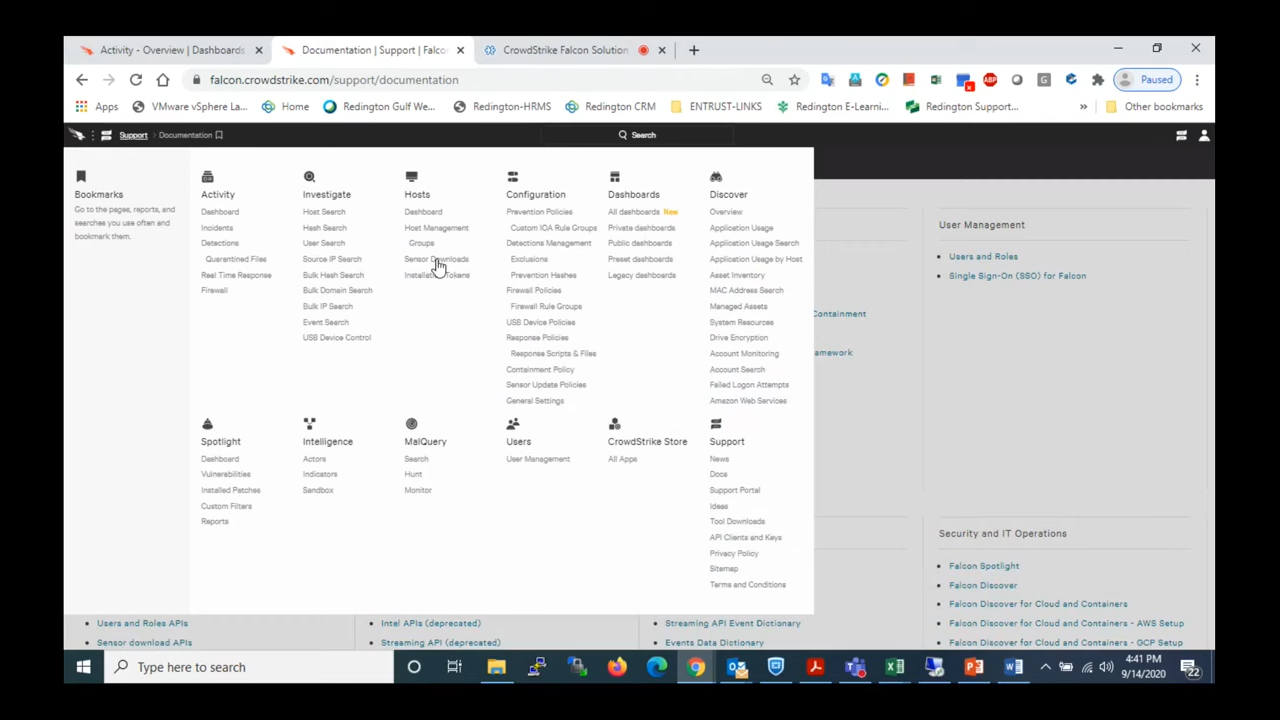 Activity - Overview | Dashboards
Documentation | Support | Falco
CrowdStrike Falcon Solution
falcon.crowdstrike.com/support/documentation
Paused
Apps
VMware vSphere La...
Home
Redington Gulf We...
Redington-HRMS
Redington CRM
ENTRUST-LINKS
Redington E-Learni...
Redington Support...
»
Other bookmarks
Support > Documentation
Search
Bookmarks
Go to the pages, reports, and
searches you use often and
bookmark them.
Activity
Dashboard
Incidents
Detections
Quarantined Files
Real Time Response
Firewall
Investigate
Host Search
Hash Search
User Search
Source IP Search
Bulk Hash Search
Bulk Domain Search
Bulk IP Search
Event Search
USB Device Control
Hosts
Dashboard
Host Management
Groups
Sensor Downloads
Installation Tokens
Configuration
Prevention Policies
Custom IOA Rule Groups
Detections Management
Exclusions
Prevention Hashes
Firewall Policies
Firewall Rule Groups
USB Device Policies
Response Policies
Response Scripts & Files
Containment Policy
Sensor Update Policies
General Settings
Dashboards
All dashboards New
Private dashboards
Public dashboards
Preset dashboards
Legacy dashboards
Discover
Overview
Application Usage
Application Usage Search
Application Usage by Host
Asset Inventory
MAC Address Search
Managed Assets
System Resources
Drive Encryption
Account Monitoring
Account Search
Failed Logon Attempts
Amazon Web Services
Spotlight
Dashboard
Vulnerabilities
Installed Patches
Custom Filters
Reports
Intelligence
Actors
Indicators
Sandbox
MalQuery
Search
Hunt
Monitor
Users
User Management
CrowdStrike Store
All Apps
Support
News
Docs
Support Portal
Ideas
Tool Downloads
API Clients and Keys
Privacy Policy
Sitemap
Terms and Conditions
User Management
Users and Roles
Single Sign-On (SSO) for Falcon
Containment
amework
Security and IT Operations
Falcon Spotlight
Falcon Discover
Falcon Discover for Cloud and Containers
Falcon Discover for Cloud and Containers - AWS Setup
Falcon Discover for Cloud and Containers - GCP Setup
Users and Roles APIs
Sensor download APIs
Intel APIs (deprecated)
Streaming API (deprecated)
Streaming API Event Dictionary
Events Data Dictionary
Type here to search
4:41 PM
9/14/2020
22